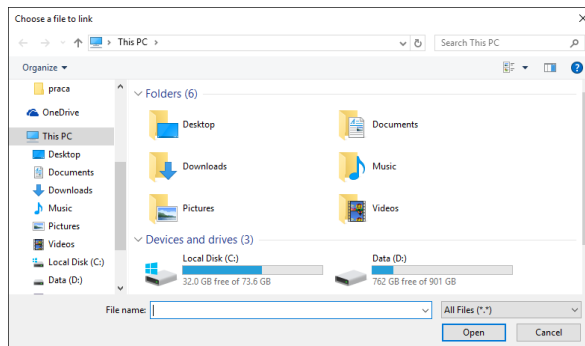 Choose a file to link
This PC
Search This PC
Organize
praca
OneDrive
This PC
Desktop
Documents
Downloads
Music
Pictures
Videos
Local Disk (C:)
Data (D:)
Folders (6)
Desktop
Documents
Downloads
Music
Pictures
Videos
Devices and drives (3)
Local Disk (C:)
32.0 GB free of 73.6 GB
Data (D:)
762 GB free of 901 GB
File name:
All Files (*.*)
Open
Cancel